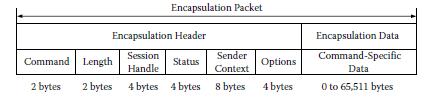 Encapsulation Packet
Encapsulation Header Encapsulation Data
Command Length Session Handle Status Sender Context Options Command-Specific Data
2 bytes 2 bytes 4 bytes 4 bytes 8 bytes 4 bytes 0 to 65,511 bytes